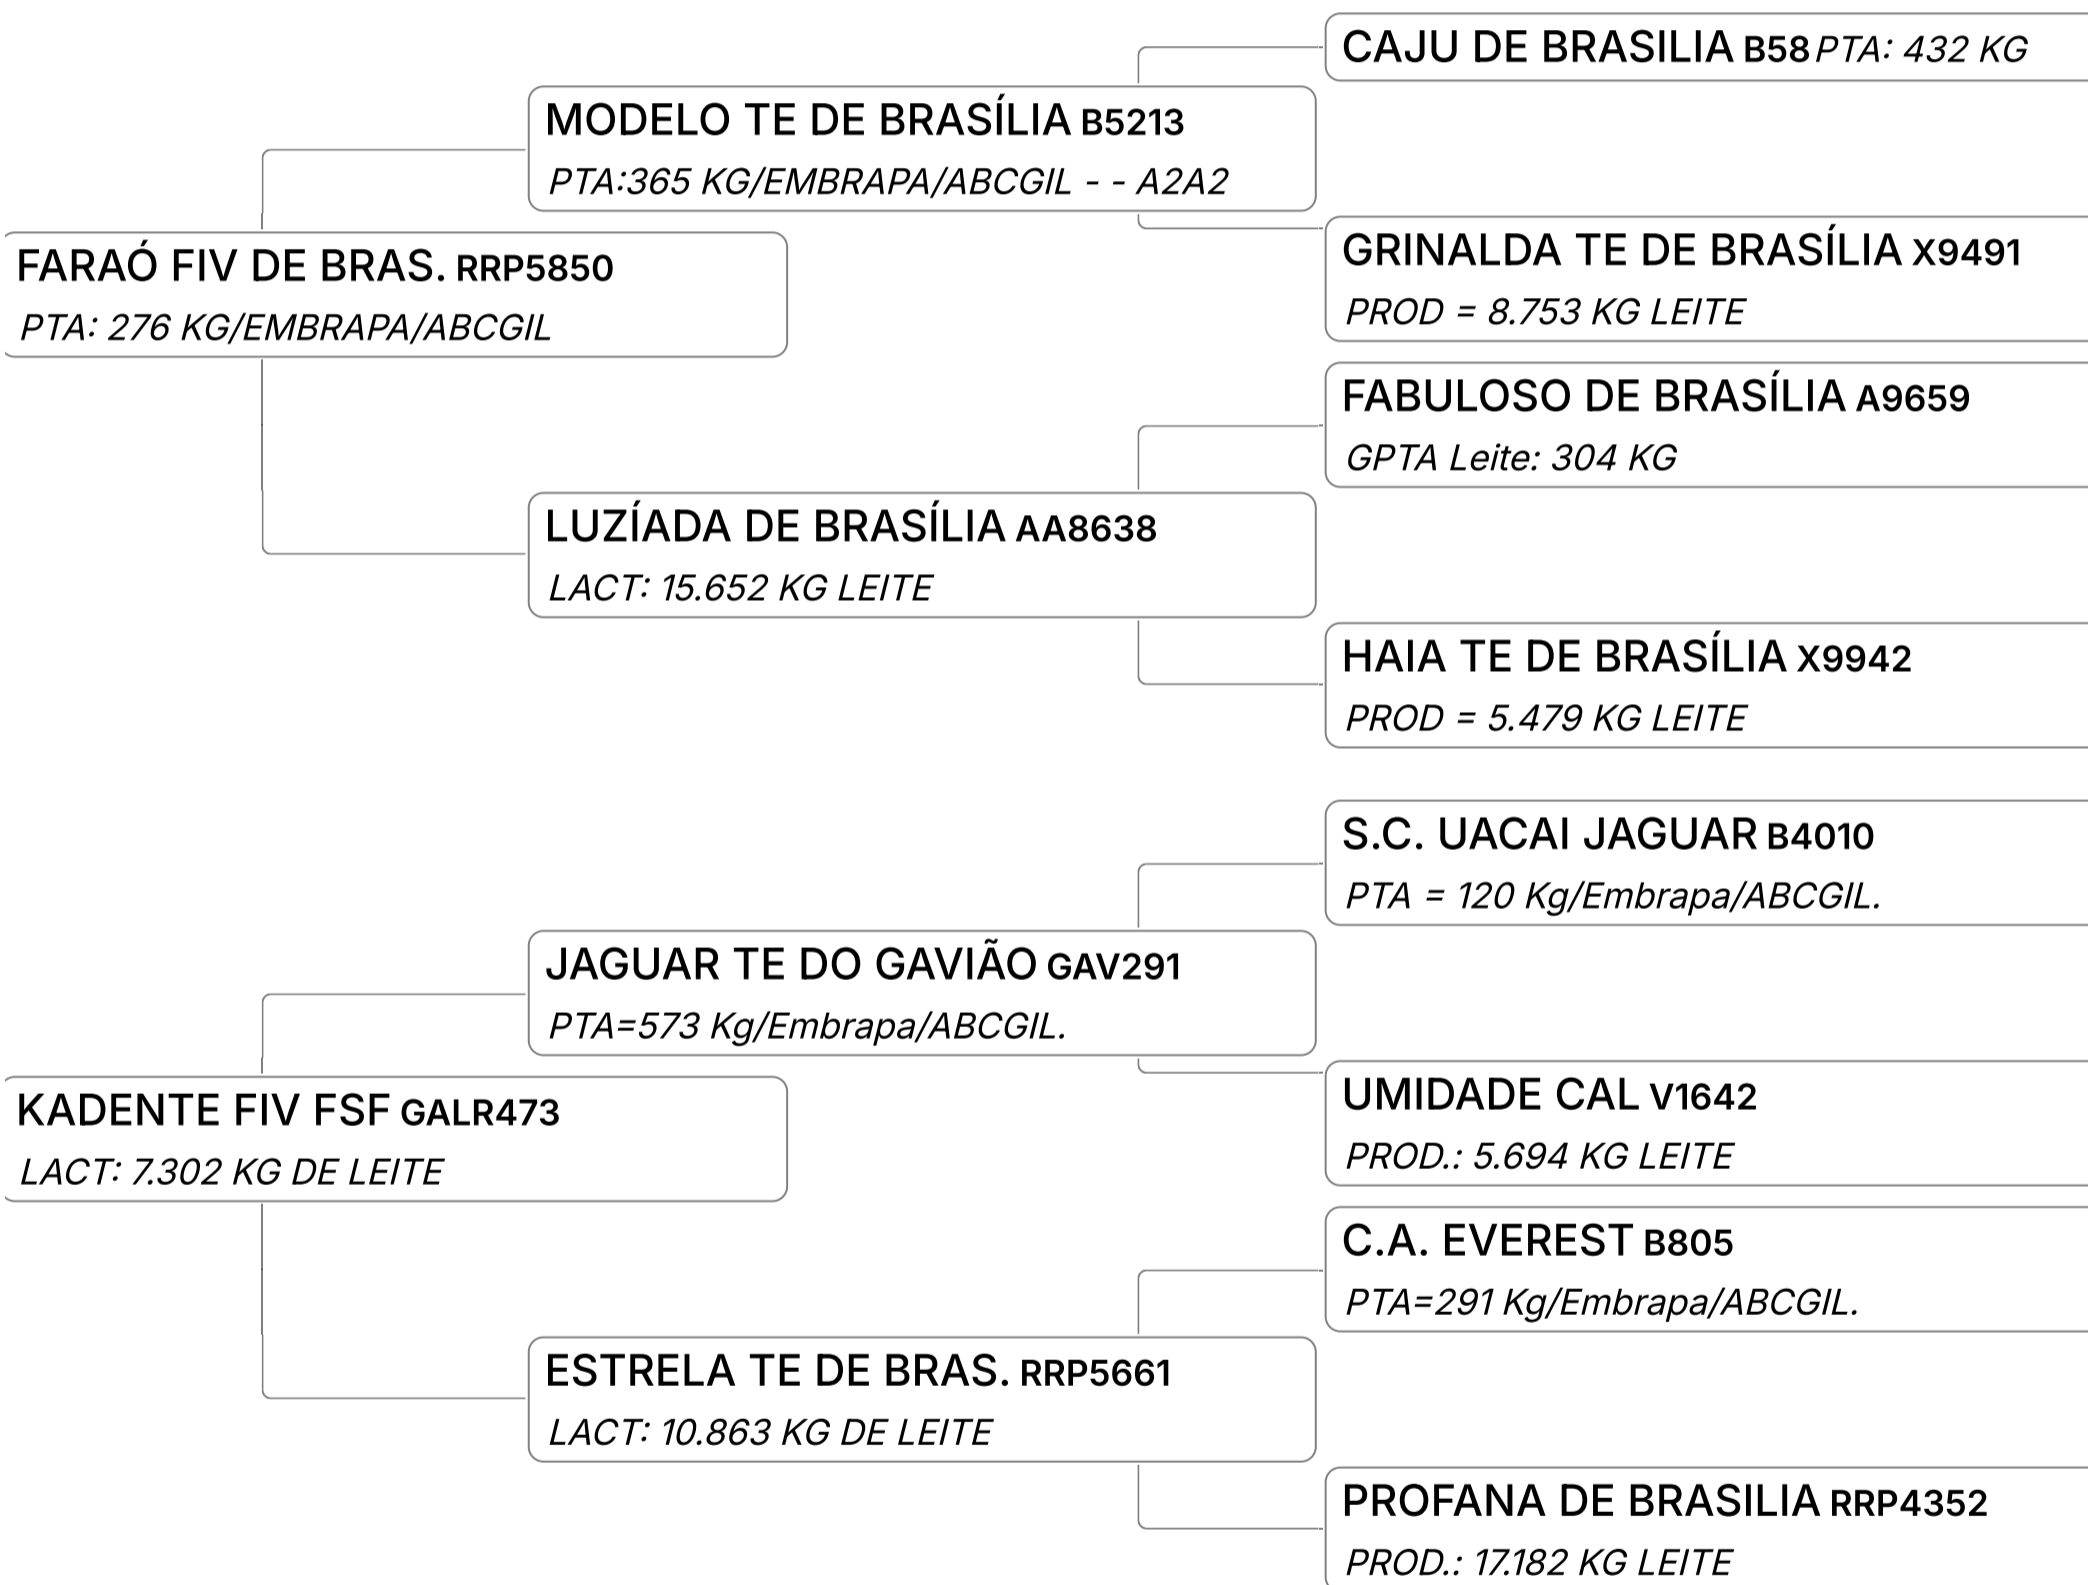 CAJU DE BRASILIA B58 PTA: 432 KG
MODELO TE DE BRASÍLIA B5213
PTA:365 KG/EMBRAPA/ABCGIL - - A2A2
GRINALDA TE DE BRASÍLIA X9491
PROD = 8.753 KG LEITE
FARAÓ FIV DE BRAS. RRP5850
PTA: 276 KG/EMBRAPA/ABCGIL
FABULOSO DE BRASÍLIA A9659
GPTA Leite: 304 KG
LUZÍADA DE BRASÍLIA AA8638
LACT: 15.652 KG LEITE
HAIA TE DE BRASÍLIA X9942
PROD = 5.479 KG LEITE
S.C. UACAI JAGUAR B4010
PTA = 120 Kg/Embrapa/ABCGIL.
JAGUAR TE DO GAVIÃO GAV291
PTA=573 Kg/Embrapa/ABCGIL.
UMIDADE CAL V1642
PROD.: 5.694 KG LEITE
KADENTE FIV FSF GALR473
LACT: 7.302 KG DE LEITE
C.A. EVEREST B805
PTA=291 Kg/Embrapa/ABCGIL.
ESTRELA TE DE BRAS. RRP5661
LACT: 10.863 KG DE LEITE
PROFANA DE BRASILIA RRP4352
PROD.: 17.182 KG LEITE